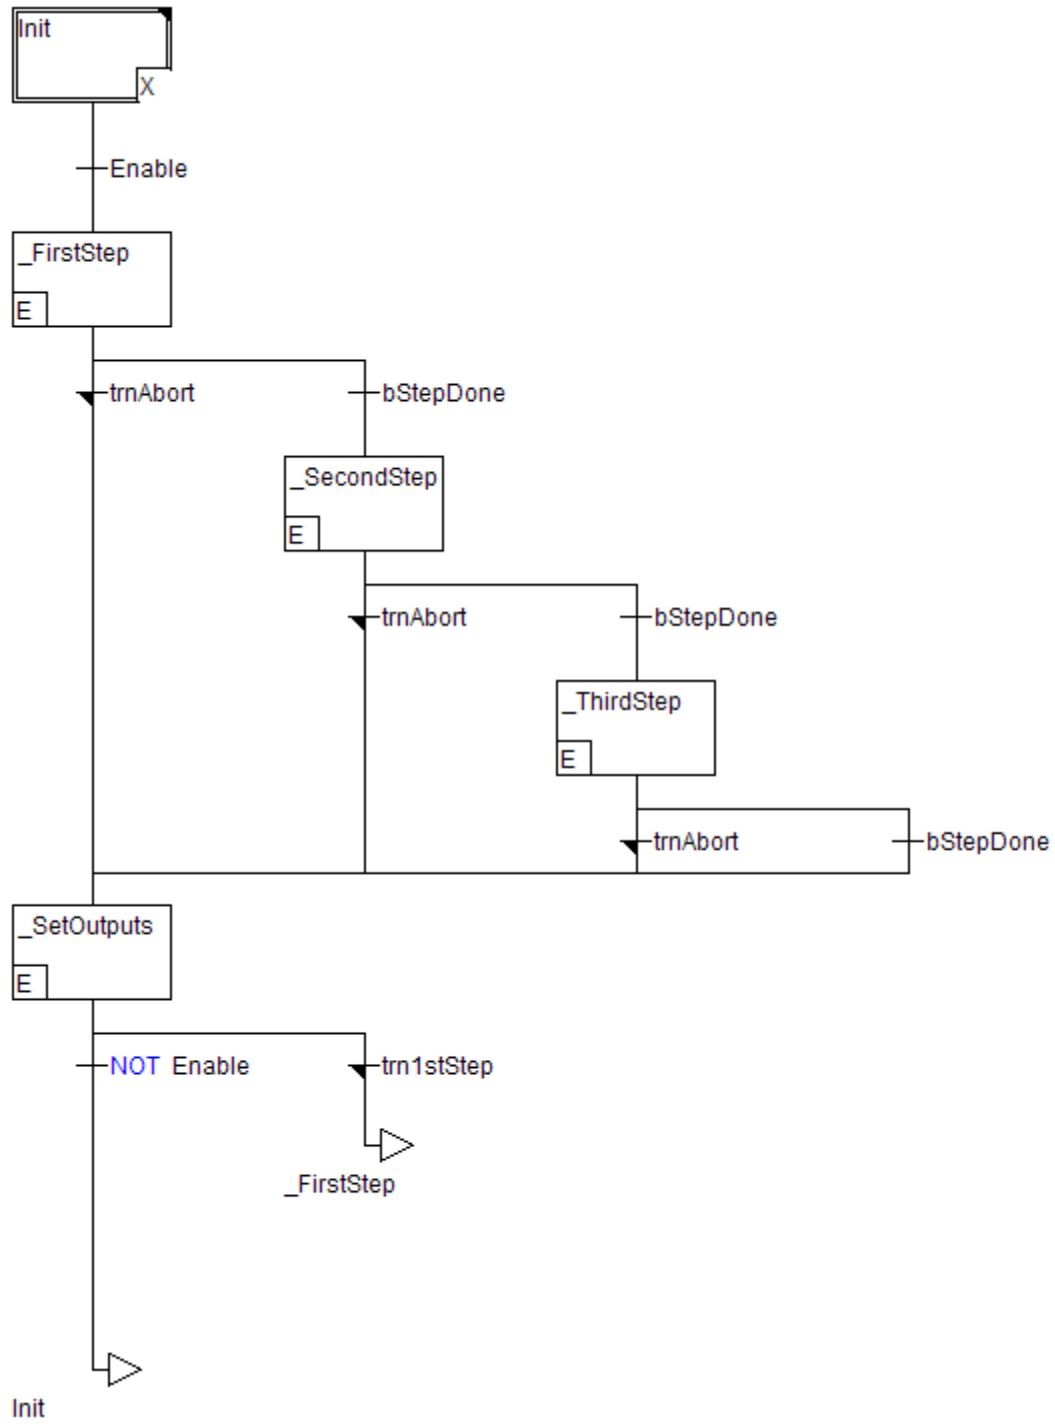 Init
X
Enable
_FirstStep
E
trnAbort
bStepDone
_SecondStep
E
trnAbort
bStepDone
_ThirdStep
E
trnAbort
bStepDone
_SetOutputs
E
NOT Enable
trn1stStep
_FirstStep
Init